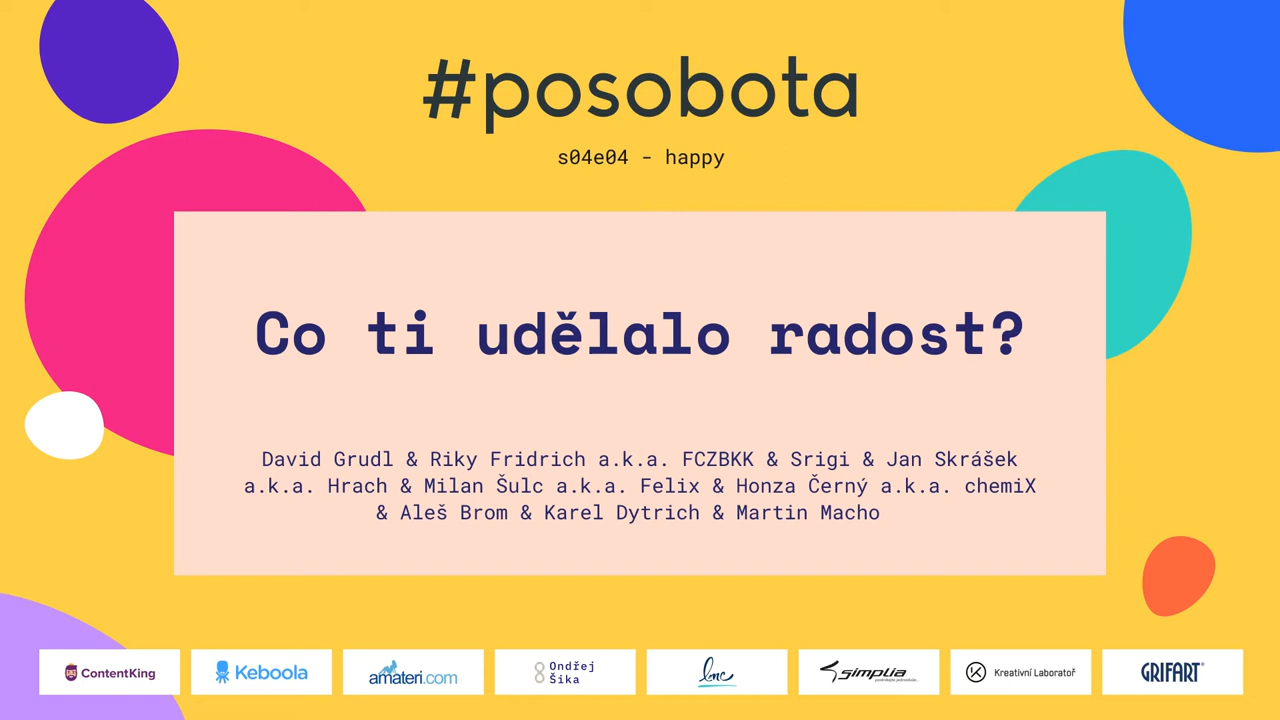 #posobota
s04e04 - happy
Co ti udělalo radost?
David Grudl & Riky Fridrich a.k.a. FCZBKK & Srigi & Jan Skrášek
a.k.a. Hrach & Milan Šulc a.k.a. Felix & Honza Černý a.k.a. chemiX
& Aleš Brom & Karel Dytrich & Martin Macho
ContentKing
Keboola
amateri.com
Ondřej
Šika
lnc
simplia
Kreativní Laboratoř
GRIFART